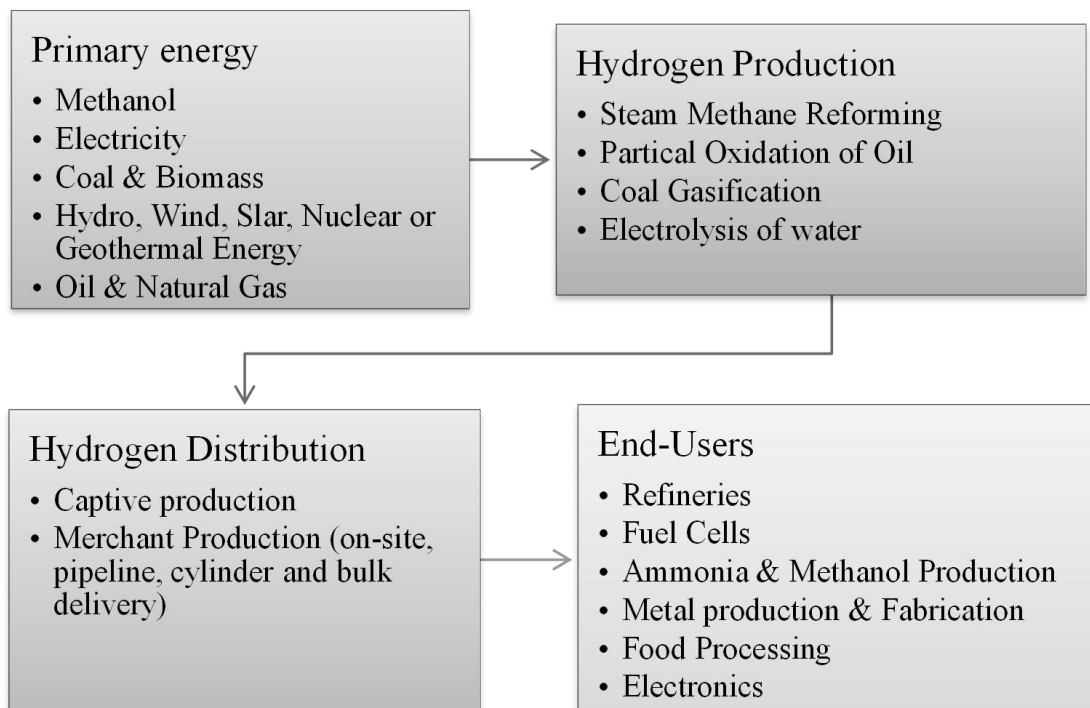 Primary energy
• Methanol
• Electricity
• Coal & Biomass
• Hydro, Wind, Slar, Nuclear or
Geothermal Energy
• Oil & Natural Gas
Hydrogen Production
• Steam Methane Reforming
• Partical Oxidation of Oil
• Coal Gasification
• Electrolysis of water
Hydrogen Distribution
• Captive production
• Merchant Production (on-site,
pipeline, cylinder and bulk
delivery)
End-Users
• Refineries
• Fuel Cells
• Ammonia & Methanol Production
• Metal production & Fabrication
• Food Processing
• Electronics